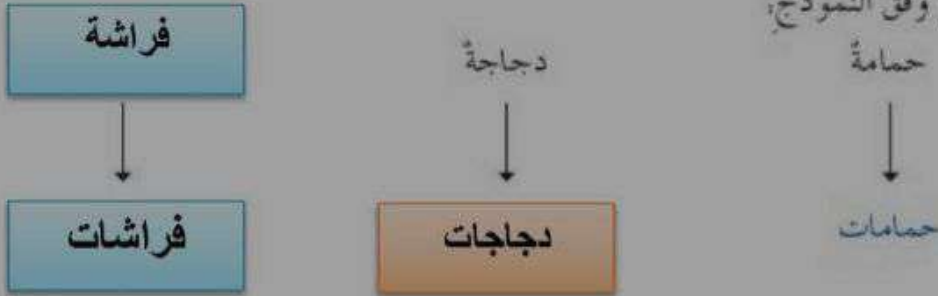 وفق النموذجِ:
حمامةٌ
دجاجةٌ
فراشة
حمامات
دجاجات
فراشات